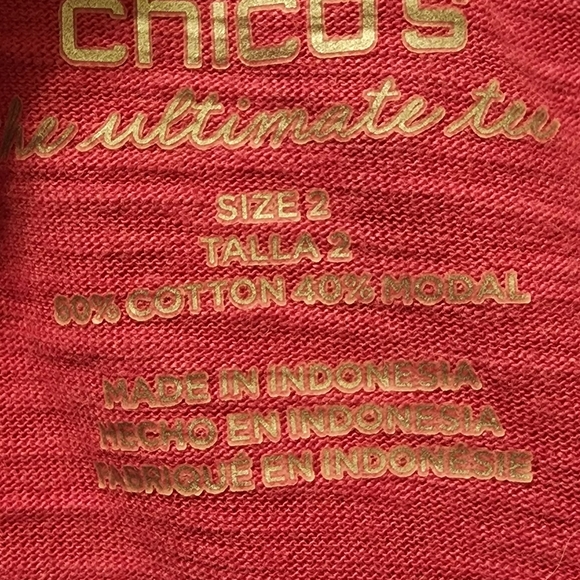 chico's
the ultimate tee
SIZE 2
TALLA 2
60% COTTON 40% MODAL
MADE IN INDONESIA
HECHO EN INDONESIA
FABRIQUÉ EN INDONÉSIE